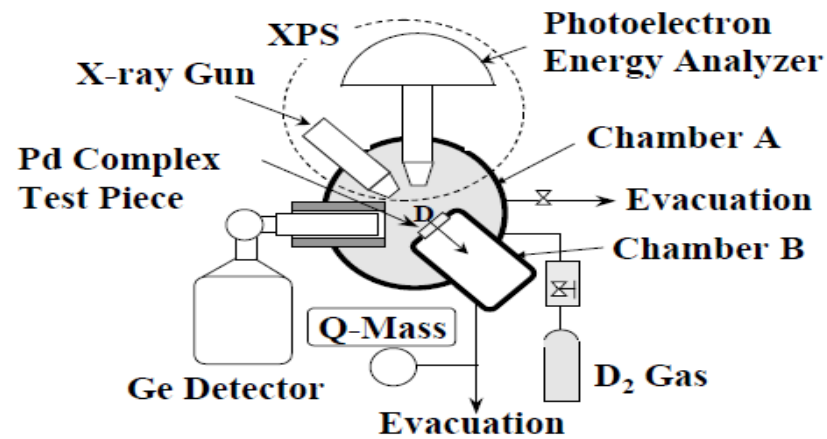 XPS
Photoelectron
Energy Analyzer
X-ray Gun
Chamber A
Pd Complex
Test Piece
Evacuation
D
Chamber B
Q-Mass
Ge Detector
D₂ Gas
Evacuation